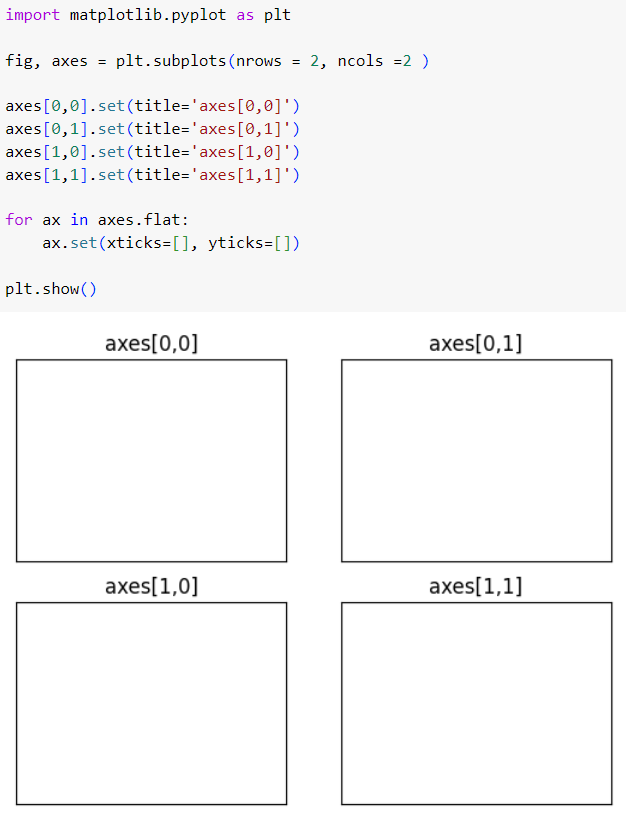 import matplotlib.pyplot as plt
fig, axes = plt.subplots(nrows = 2, ncols =2 )
axes[0,0].set(title='axes[0,0]')
axes[0,1].set(title='axes[0,1]')
axes[1,0].set(title='axes[1,0]')
axes[1,1].set(title='axes[1,1]')
for ax in axes.flat:
    ax.set(xticks=[], yticks=[])
plt.show()
axes[0,0]
axes[0,1]
axes[1,0]
axes[1,1]